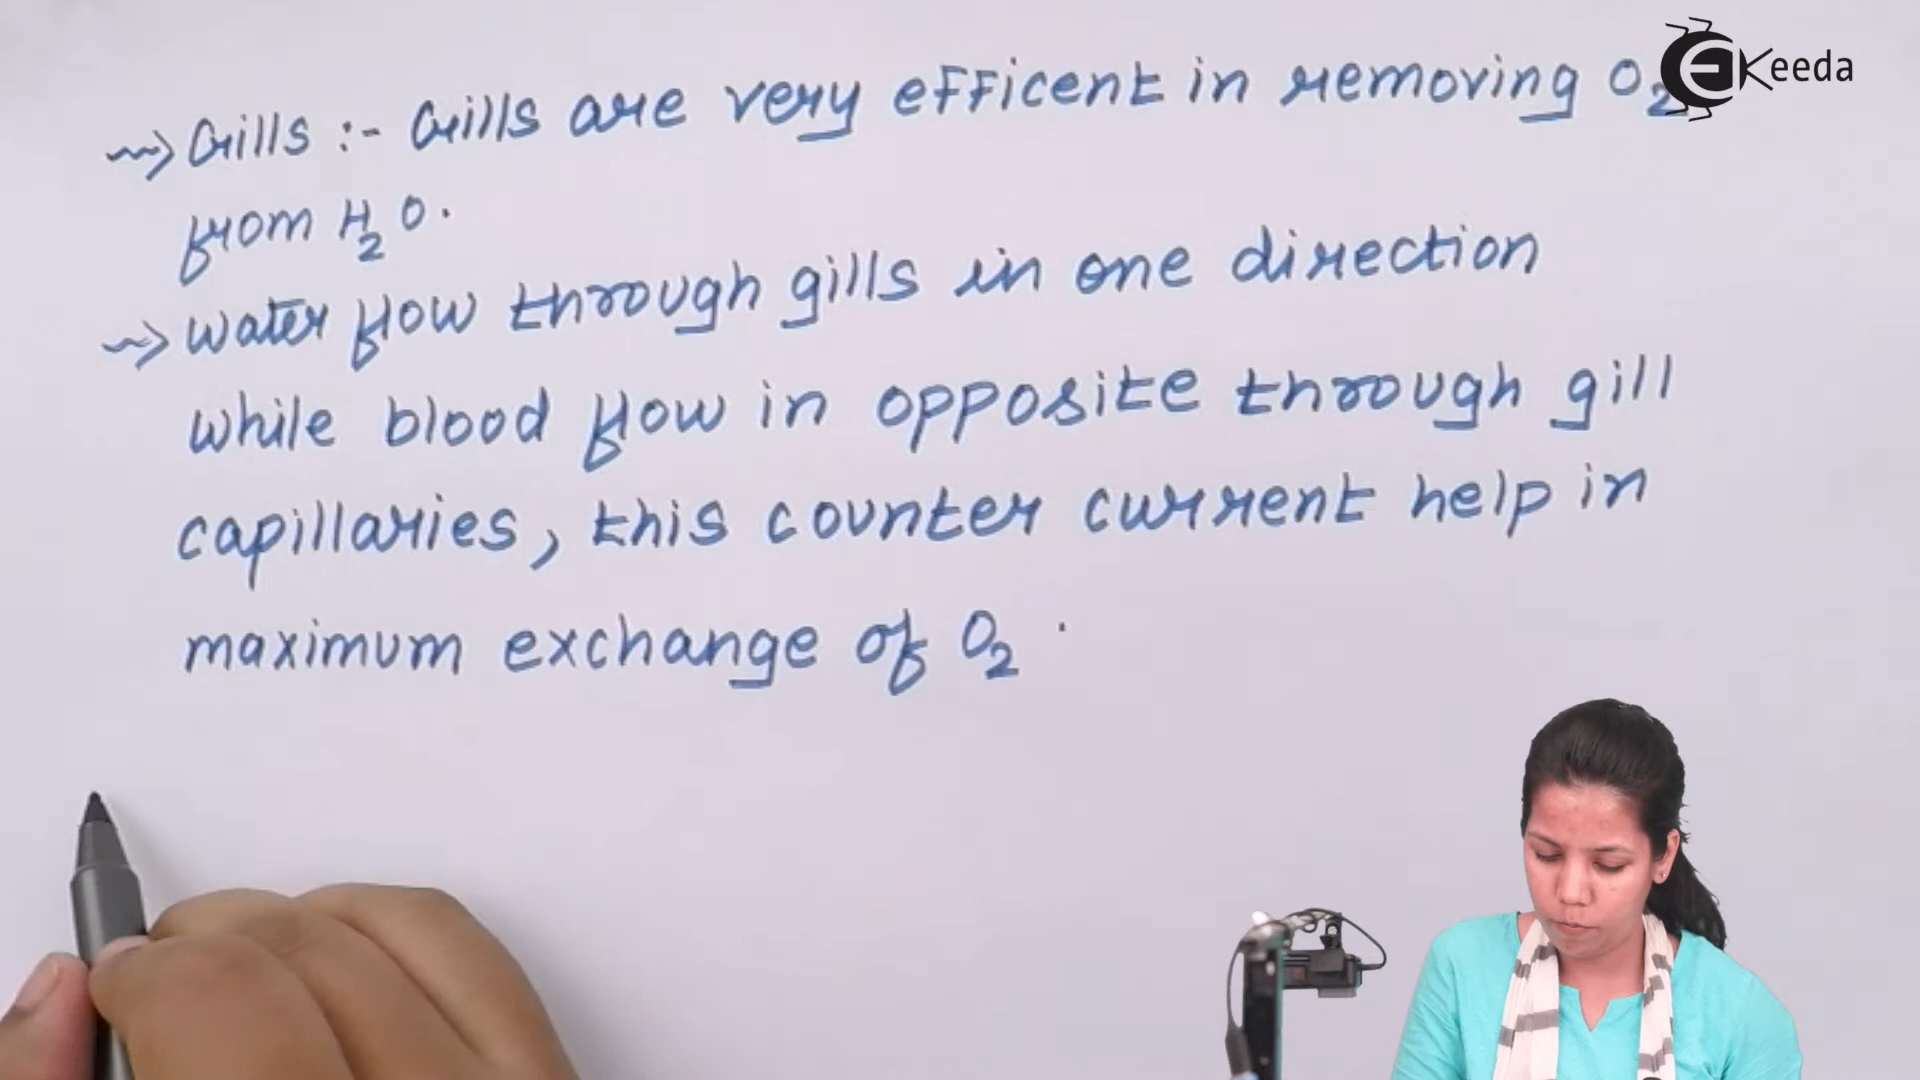 ~> Gills :- Gills are very efficent in removing O2
from H2O.
~> Water flow through gills in one direction
while blood flow in opposite through gill
capillaries, this counter current help in
maximum exchange of O2 .
EKeeda